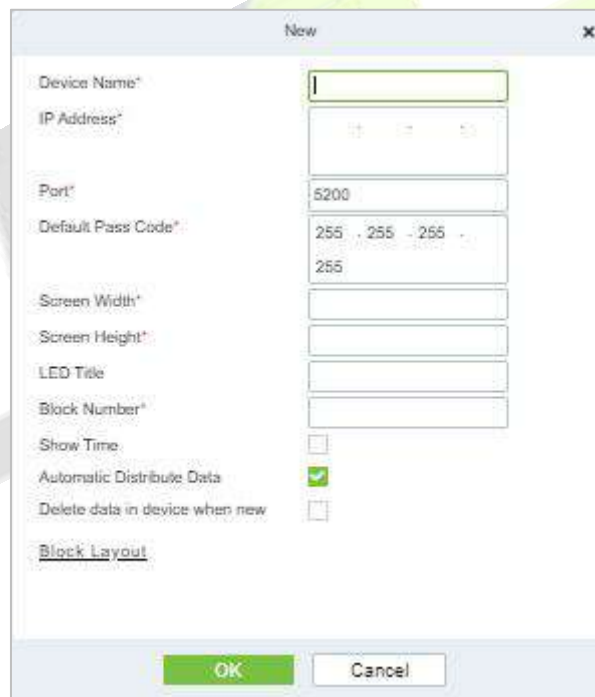 New
Device Name*
IP Address*
. . .
Port* 5200
Default Pass Code* 255 . 255 . 255 .
255
Screen Width*
Screen Height*
LED Title
Block Number*
Show Time
Automatic Distribute Data
Delete data in device when new
Block Layout
OK Cancel